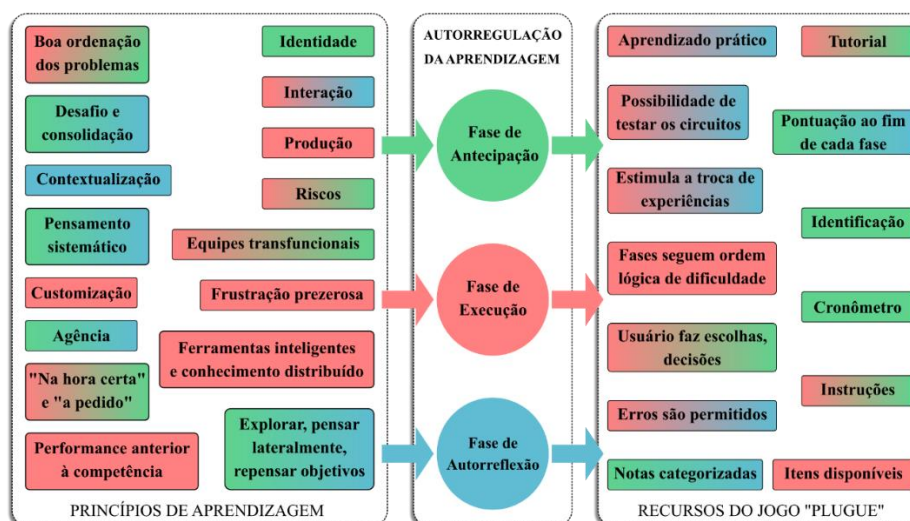 Boa ordenação
dos problemas
Desafio e
consolidação
Contextualização
Pensamento
sistemático
Customização
Agência
"Na hora certa"
e "a pedido"
Performance anterior
à competência
Identidade
Interação
Produção
Riscos
Equipes transfuncionais
Frustração prezerosa
Ferramentas inteligentes
e conhecimento distribuído
Explorar, pensar
lateralmente,
repensar objetivos
PRINCÍPIOS DE APRENDIZAGEM
AUTORREGULAÇÃO
DA APRENDIZAGEM
Fase de
Antecipação
Fase de
Execução
Fase de
Autorreflexão
Aprendizado prático
Possibilidade de
testar os circuitos
Estimula a troca de
experiências
Fases seguem ordem
lógica de dificuldade
Usuário faz escolhas,
decisões
Erros são permitidos
Notas categorizadas
Tutorial
Pontuação ao fim
de cada fase
Identificação
Cronômetro
Instruções
Itens disponíveis
RECURSOS DO JOGO "PLUGUE"